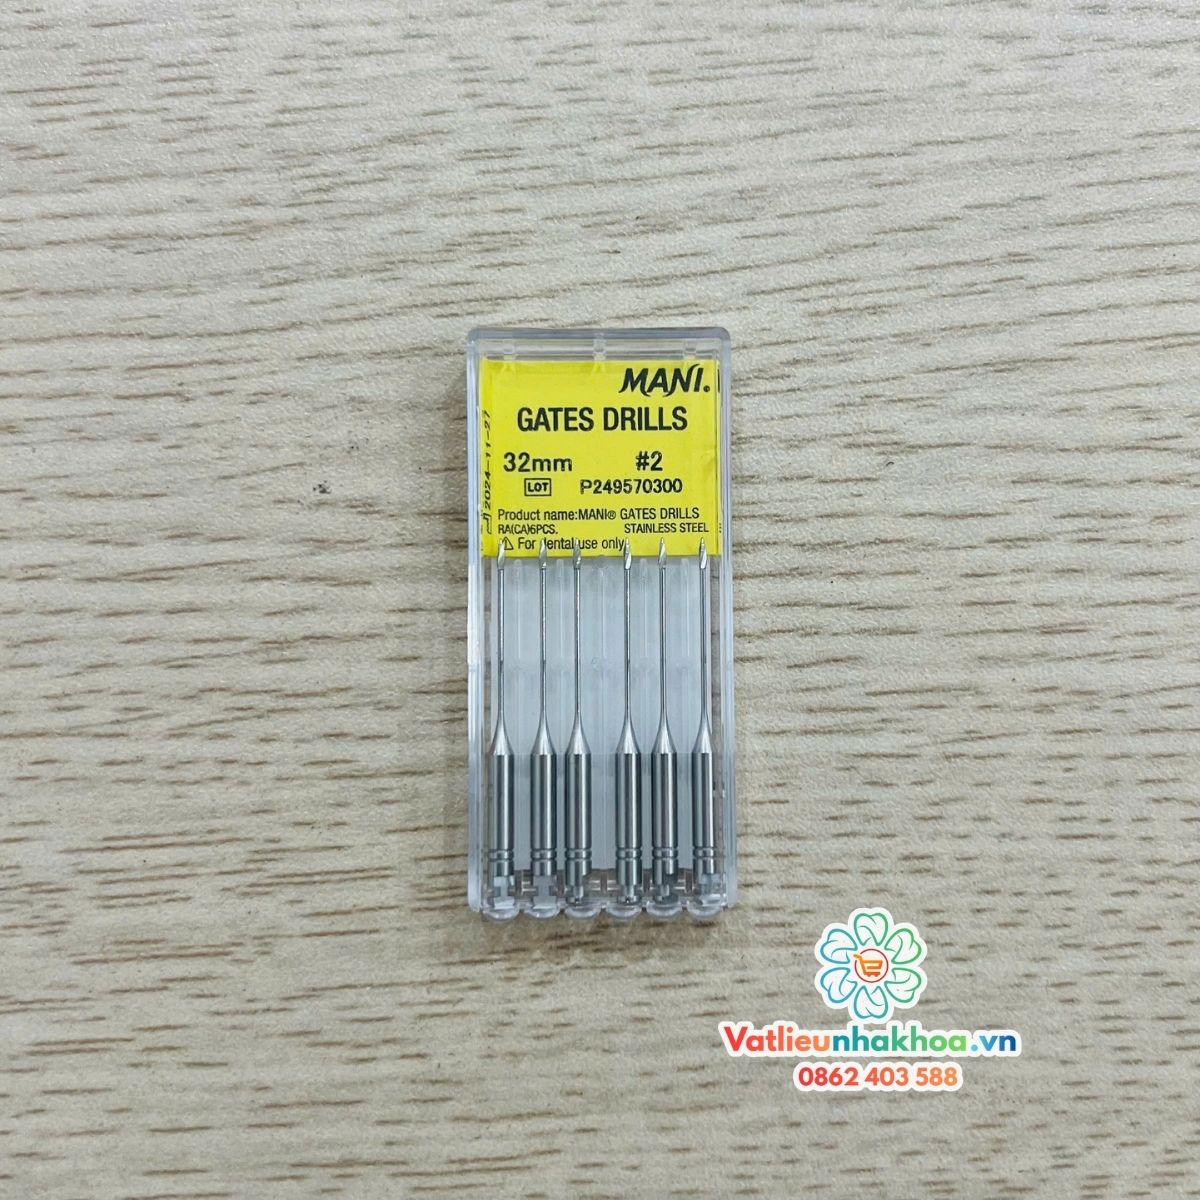 MANI®
GATES DRILLS
32mm #2
LOT P249570300
2024-11-27
Product name:MANI® GATES DRILLS
RA(CA)6PCS. STAINLESS STEEL
⚠ For dental use only
Vatlieunhakhoa.vn
0862 403 588